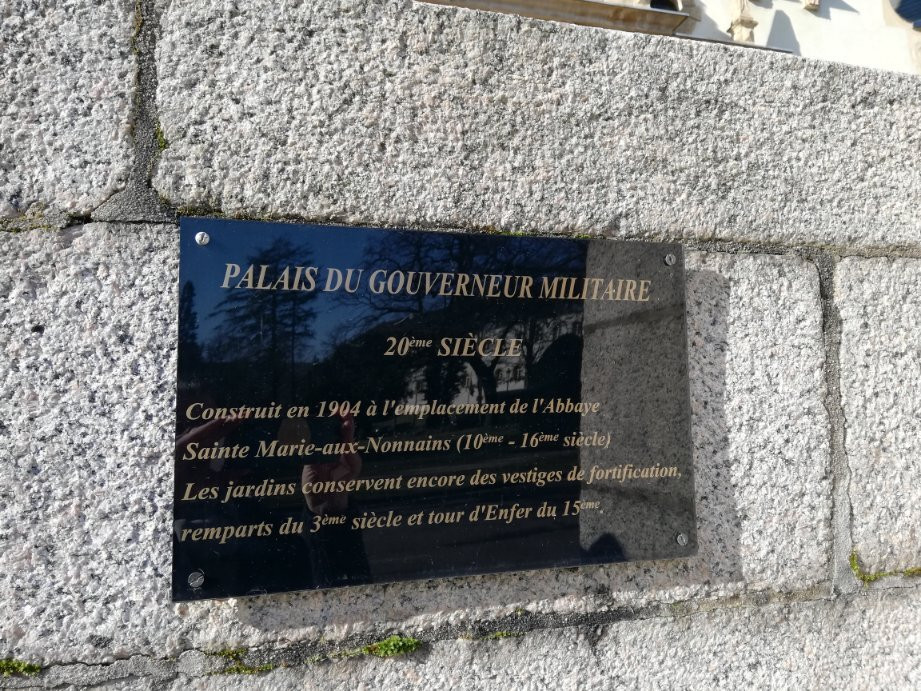 PALAIS DU GOUVERNEUR MILITAIRE
20ème SIÈCLE
Construit en 1904 à l'emplacement de l'Abbaye
Sainte Marie-aux-Nonnains (10ème - 16ème siècle)
Les jardins conservent encore des vestiges de fortification,
remparts du 3ème siècle et tour d'Enfer du 15ème.